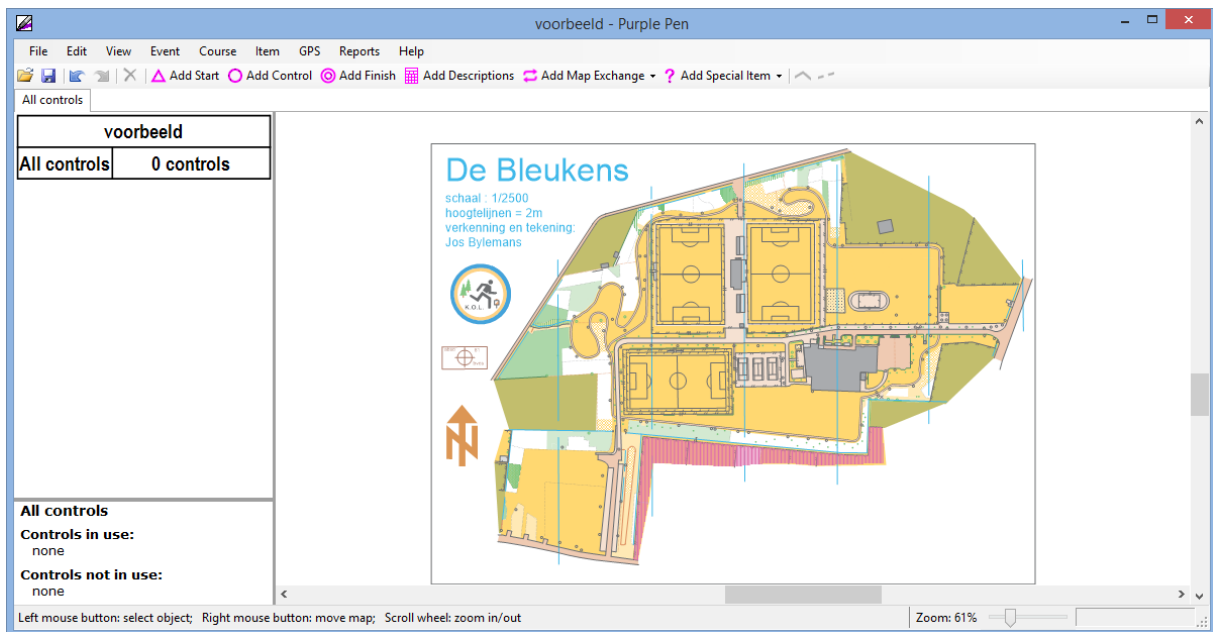 voorbeeld - Purple Pen
File Edit View Event Course Item GPS Reports Help
Add Start Add Control Add Finish Add Descriptions Add Map Exchange ? Add Special Item
All controls
voorbeeld
All controls 0 controls
De Bleukens
schaal : 1/2500
hoogtelijnen = 2m
verkenning en tekening:
Jos Bylemans
K.O.L.
N
All controls
Controls in use:
none
Controls not in use:
none
Left mouse button: select object; Right mouse button: move map; Scroll wheel: zoom in/out
Zoom: 61%